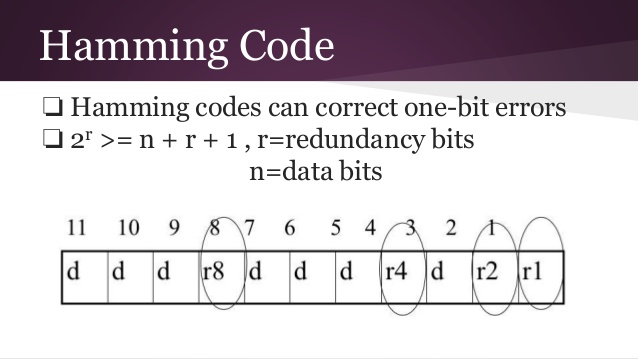 Hamming Code
❏ Hamming codes can correct one-bit errors
❏ 2ʳ >= n + r + 1 , r=redundancy bits
n=data bits
11 10 9 8 7 6 5 4 3 2 1
d d d r8 d d d r4 d r2 r1